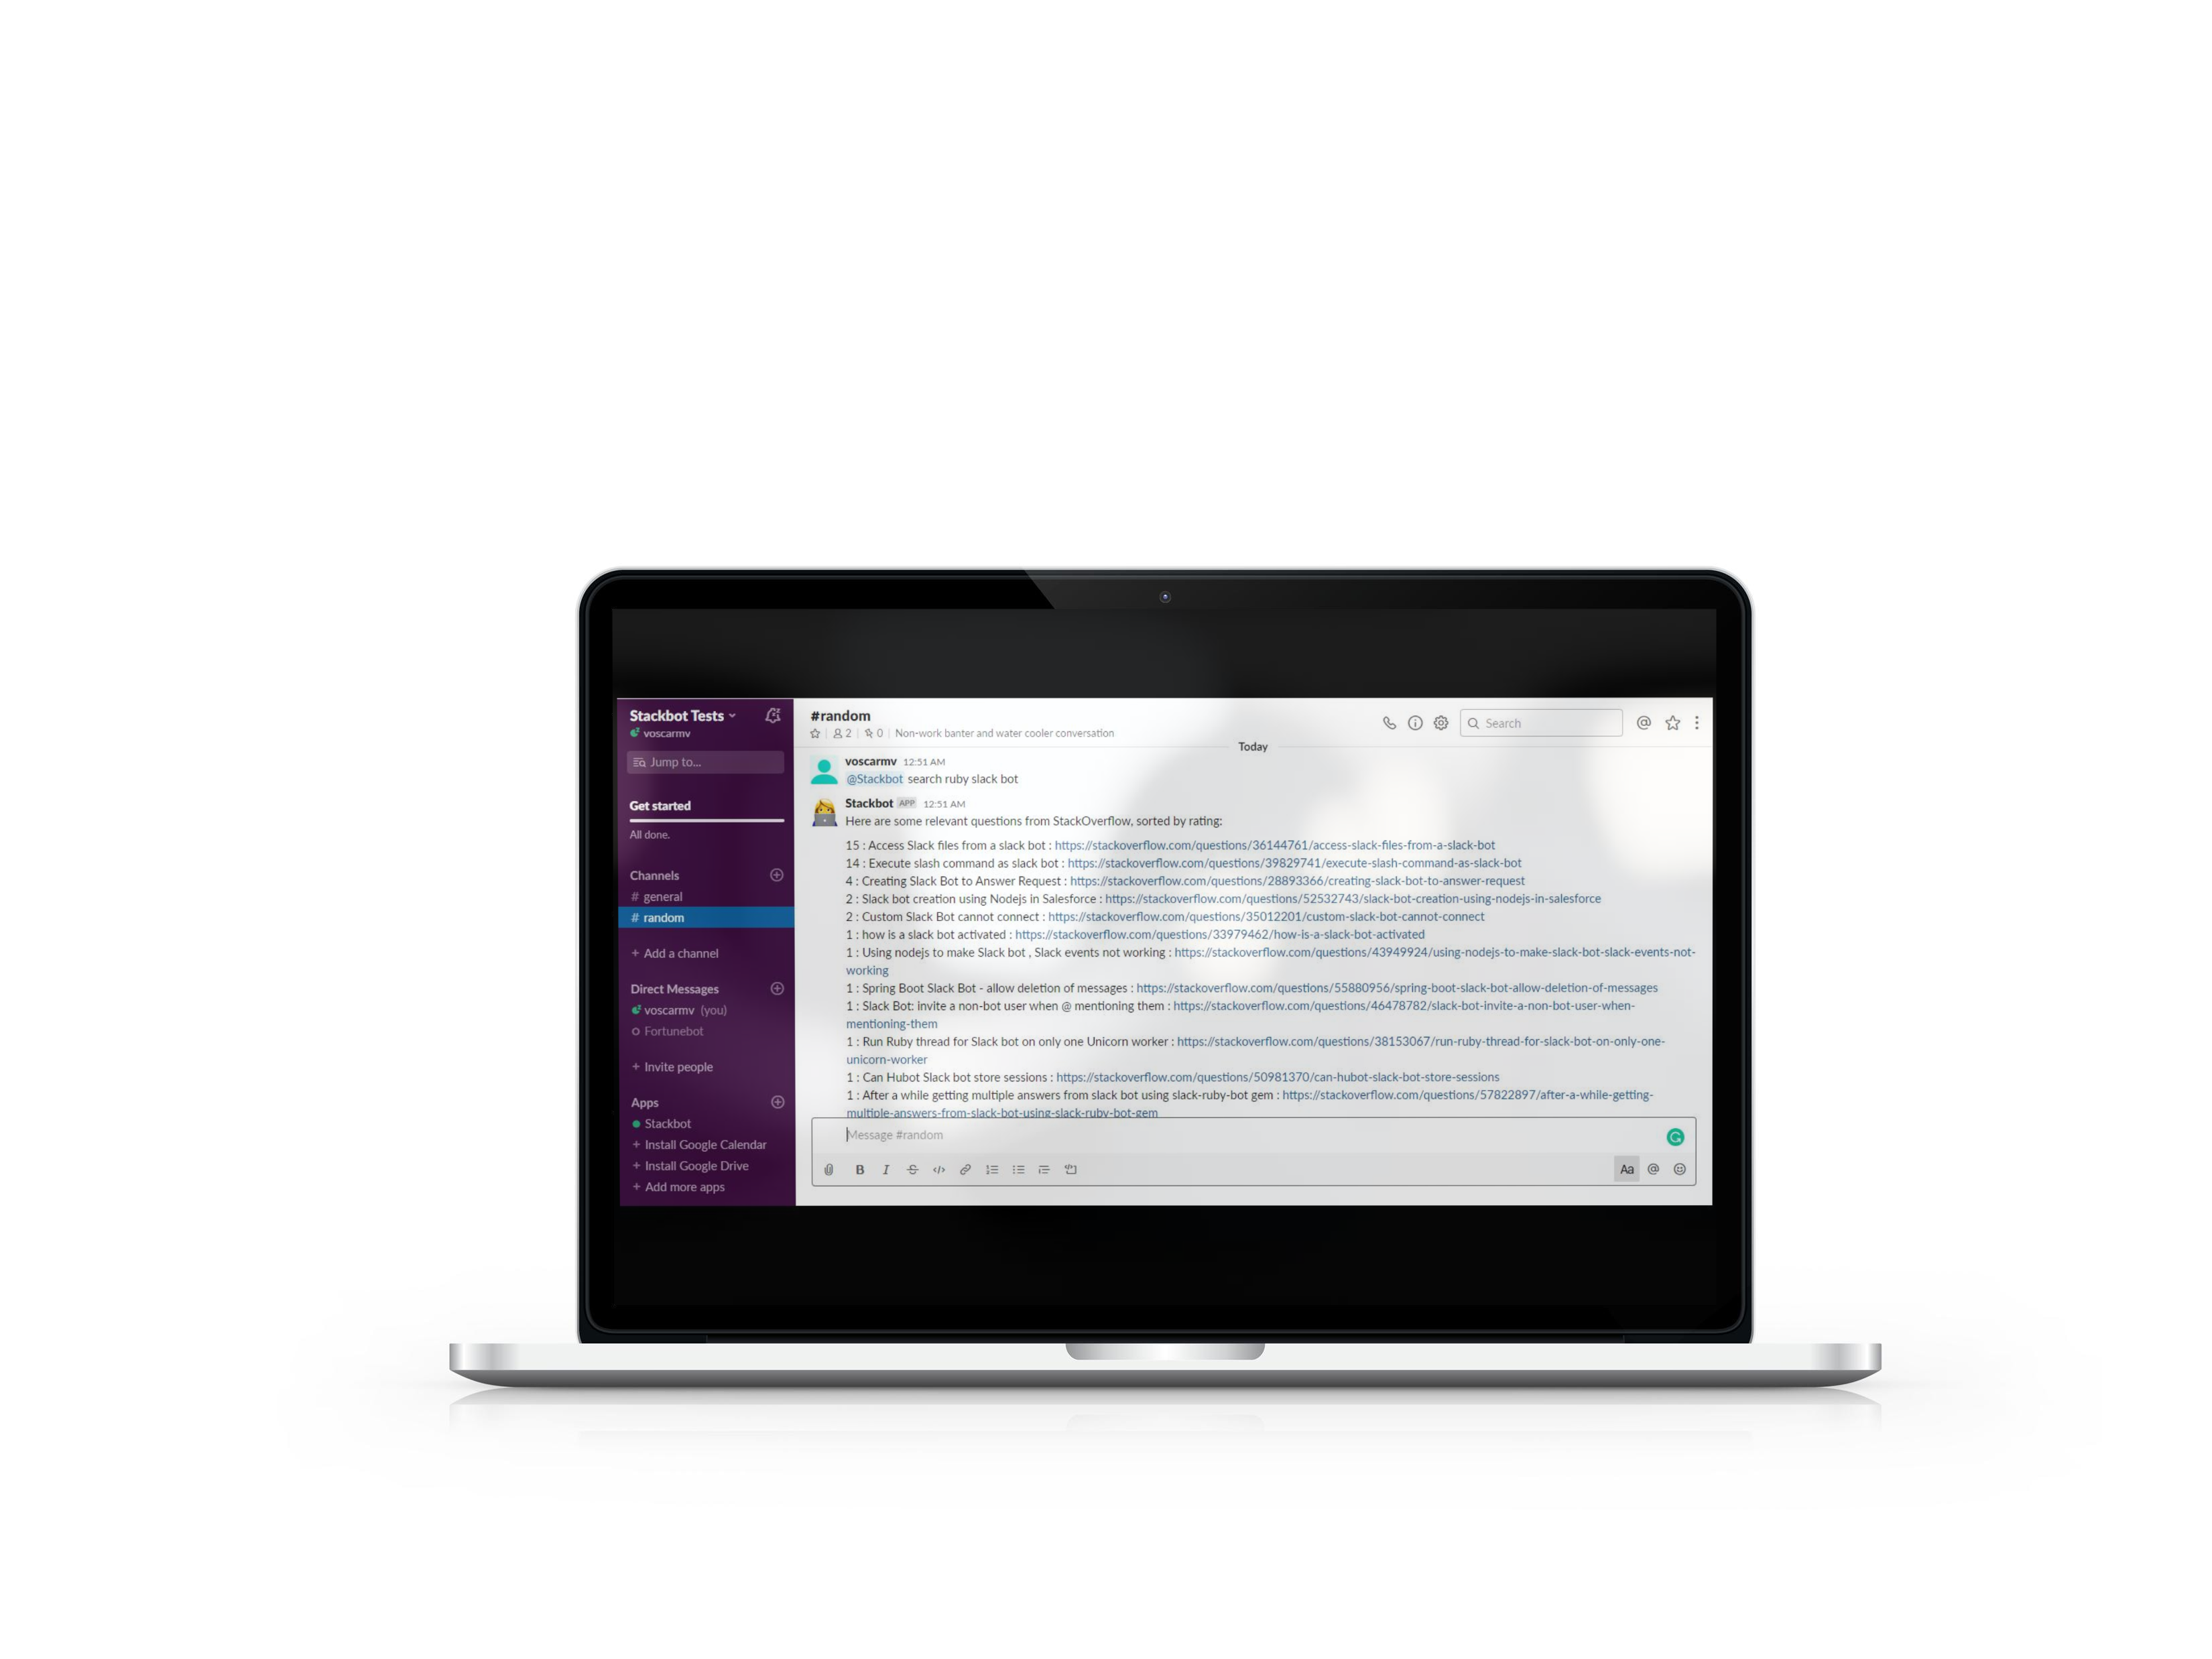 Stackbot Tests
voscarmv
Jump to...
Get started
All done.
Channels
# general
# random
+ Add a channel
Direct Messages
voscarmv (you)
Fortunebot
+ Invite people
Apps
Stackbot
+ Install Google Calendar
+ Install Google Drive
+ Add more apps
#random
2 | 0 | Non-work banter and water cooler conversation
Search
Today
voscarmv 12:51 AM
@Stackbot search ruby slack bot
Stackbot APP 12:51 AM
Here are some relevant questions from StackOverflow, sorted by rating:
15 : Access Slack files from a slack bot : https://stackoverflow.com/questions/36144761/access-slack-files-from-a-slack-bot
14 : Execute slash command as slack bot : https://stackoverflow.com/questions/39829741/execute-slash-command-as-slack-bot
4 : Creating Slack Bot to Answer Request : https://stackoverflow.com/questions/28893366/creating-slack-bot-to-answer-request
2 : Slack bot creation using Nodejs in Salesforce : https://stackoverflow.com/questions/52532743/slack-bot-creation-using-nodejs-in-salesforce
2 : Custom Slack Bot cannot connect : https://stackoverflow.com/questions/35012201/custom-slack-bot-cannot-connect
1 : how is a slack bot activated : https://stackoverflow.com/questions/33979462/how-is-a-slack-bot-activated
1 : Using nodejs to make Slack bot , Slack events not working : https://stackoverflow.com/questions/43949924/using-nodejs-to-make-slack-bot-slack-events-not-
working
1 : Spring Boot Slack Bot - allow deletion of messages : https://stackoverflow.com/questions/55880956/spring-boot-slack-bot-allow-deletion-of-messages
1 : Slack Bot: invite a non-bot user when @ mentioning them : https://stackoverflow.com/questions/46478782/slack-bot-invite-a-non-bot-user-when-
mentioning-them
1 : Run Ruby thread for Slack bot on only one Unicorn worker : https://stackoverflow.com/questions/38153067/run-ruby-thread-for-slack-bot-on-only-one-
unicorn-worker
1 : Can Hubot Slack bot store sessions : https://stackoverflow.com/questions/50981370/can-hubot-slack-bot-store-sessions
1 : After a while getting multiple answers from slack bot using slack-ruby-bot gem : https://stackoverflow.com/questions/57822897/after-a-while-getting-
multiple-answers-from-slack-bot-using-slack-ruby-bot-gem
Message #random
B I S </> Aa @